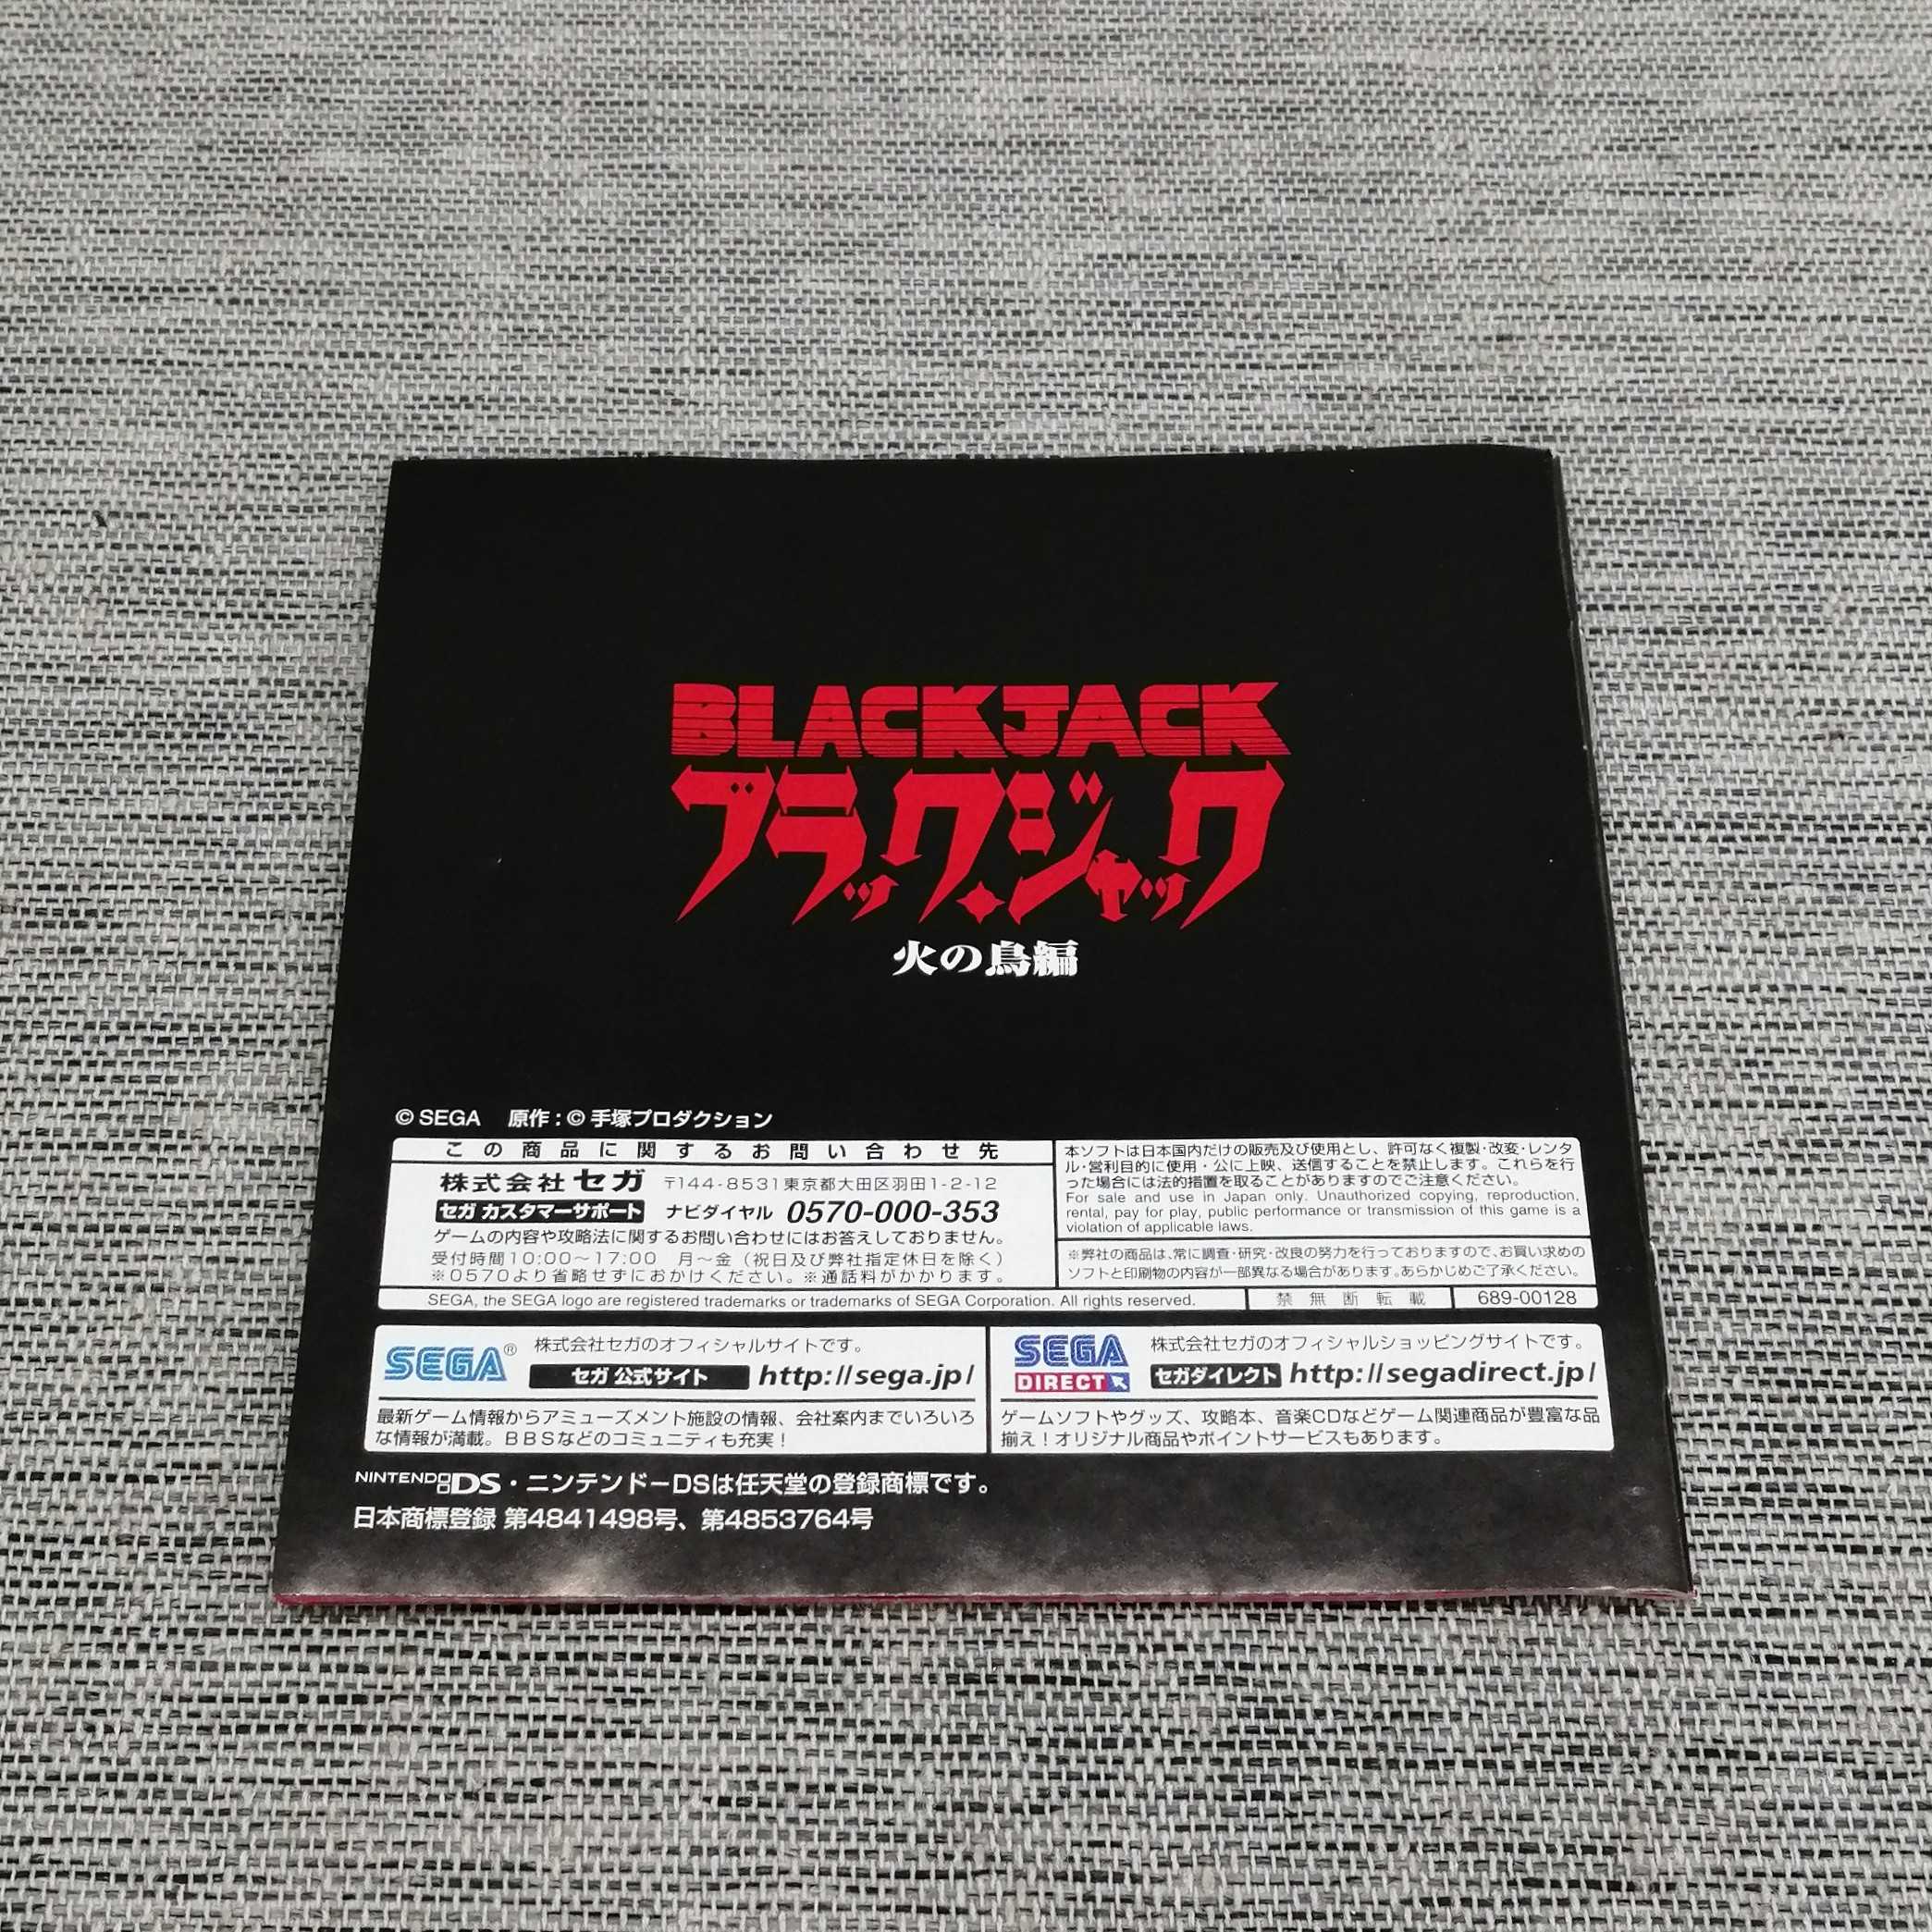 BLACKJACK
ブラック・ジャック
火の鳥編
© SEGA 原作：© 手塚プロダクション
この商品に関するお問い合わせ先
株式会社セガ 〒144-8531東京都大田区羽田1-2-12
セガ カスタマーサポート ナビダイヤル 0570-000-353
ゲームの内容や攻略法に関するお問い合わせにはお答えしておりません。
受付時間10:00～17:00 月～金（祝日及び弊社指定休日を除く）
※0570より省略せずにおかけください。※通話料がかかります。
本ソフトは日本国内だけの販売及び使用とし、許可なく複製・改変・レンタ
ル・営利目的に使用・公に上映、送信することを禁止します。これらを行
った場合には法的措置を取ることがありますのでご注意ください。
For sale and use in Japan only. Unauthorized copying, reproduction,
rental, pay for play, public performance or transmission of this game is a
violation of applicable laws.
※弊社の商品は、常に調査・研究・改良の努力を行っておりますので、お買い求めの
ソフトと印刷物の内容が一部異なる場合があります。あらかじめご了承ください。
SEGA, the SEGA logo are registered trademarks or trademarks of SEGA Corporation. All rights reserved.
禁無断転載
689-00128
SEGA® 株式会社セガのオフィシャルサイトです。
セガ 公式サイト http://sega.jp/
最新ゲーム情報からアミューズメント施設の情報、会社案内までいろいろ
な情報が満載。BBSなどのコミュニティも充実！
SEGA DIRECT 株式会社セガのオフィシャルショッピングサイトです。
セガダイレクト http://segadirect.jp/
ゲームソフトやグッズ、攻略本、音楽CDなどゲーム関連商品が豊富な品
揃え！オリジナル商品やポイントサービスもあります。
NINTENDO DS・ニンテンドーDSは任天堂の登録商標です。
日本商標登録 第4841498号、第4853764号